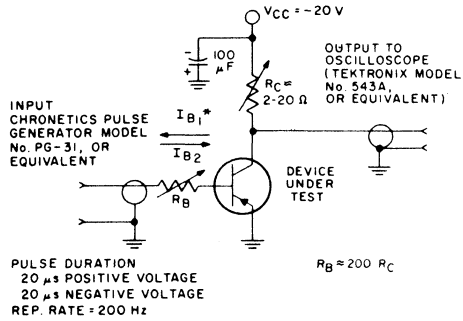 VCC = -20 V
-
+
100
µF
RC≈
2-20 Ω
OUTPUT TO
OSCILLOSCOPE
(TEKTRONIX MODEL
No. 543A,
OR EQUIVALENT)
INPUT
CHRONETICS PULSE
GENERATOR MODEL
No. PG-31, OR
EQUIVALENT
IB1*
IB2
RB
DEVICE
UNDER
TEST
PULSE DURATION
20 µs POSITIVE VOLTAGE
20 µs NEGATIVE VOLTAGE
REP. RATE = 200 Hz
RB≈200 RC